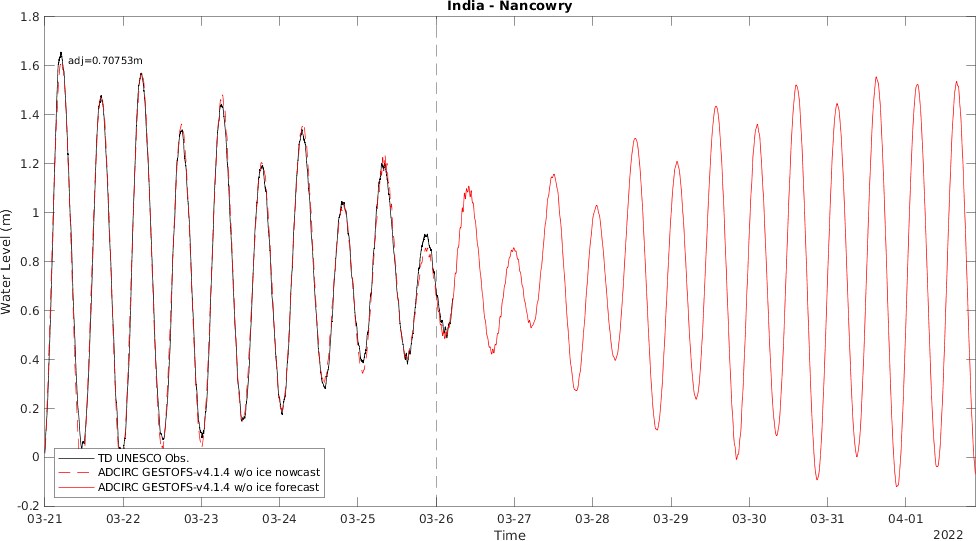 India - Nancowry
1.8
1.6
1.4
1.2
1
0.8
0.6
0.4
0.2
0
-0.2
Water Level (m)
adj=0.70753m
TD UNESCO Obs.
ADCIRC GESTOFS-v4.1.4 w/o ice nowcast
ADCIRC GESTOFS-v4.1.4 w/o ice forecast
03-21 03-22 03-23 03-24 03-25 03-26 03-27 03-28 03-29 03-30 03-31 04-01
Time
2022